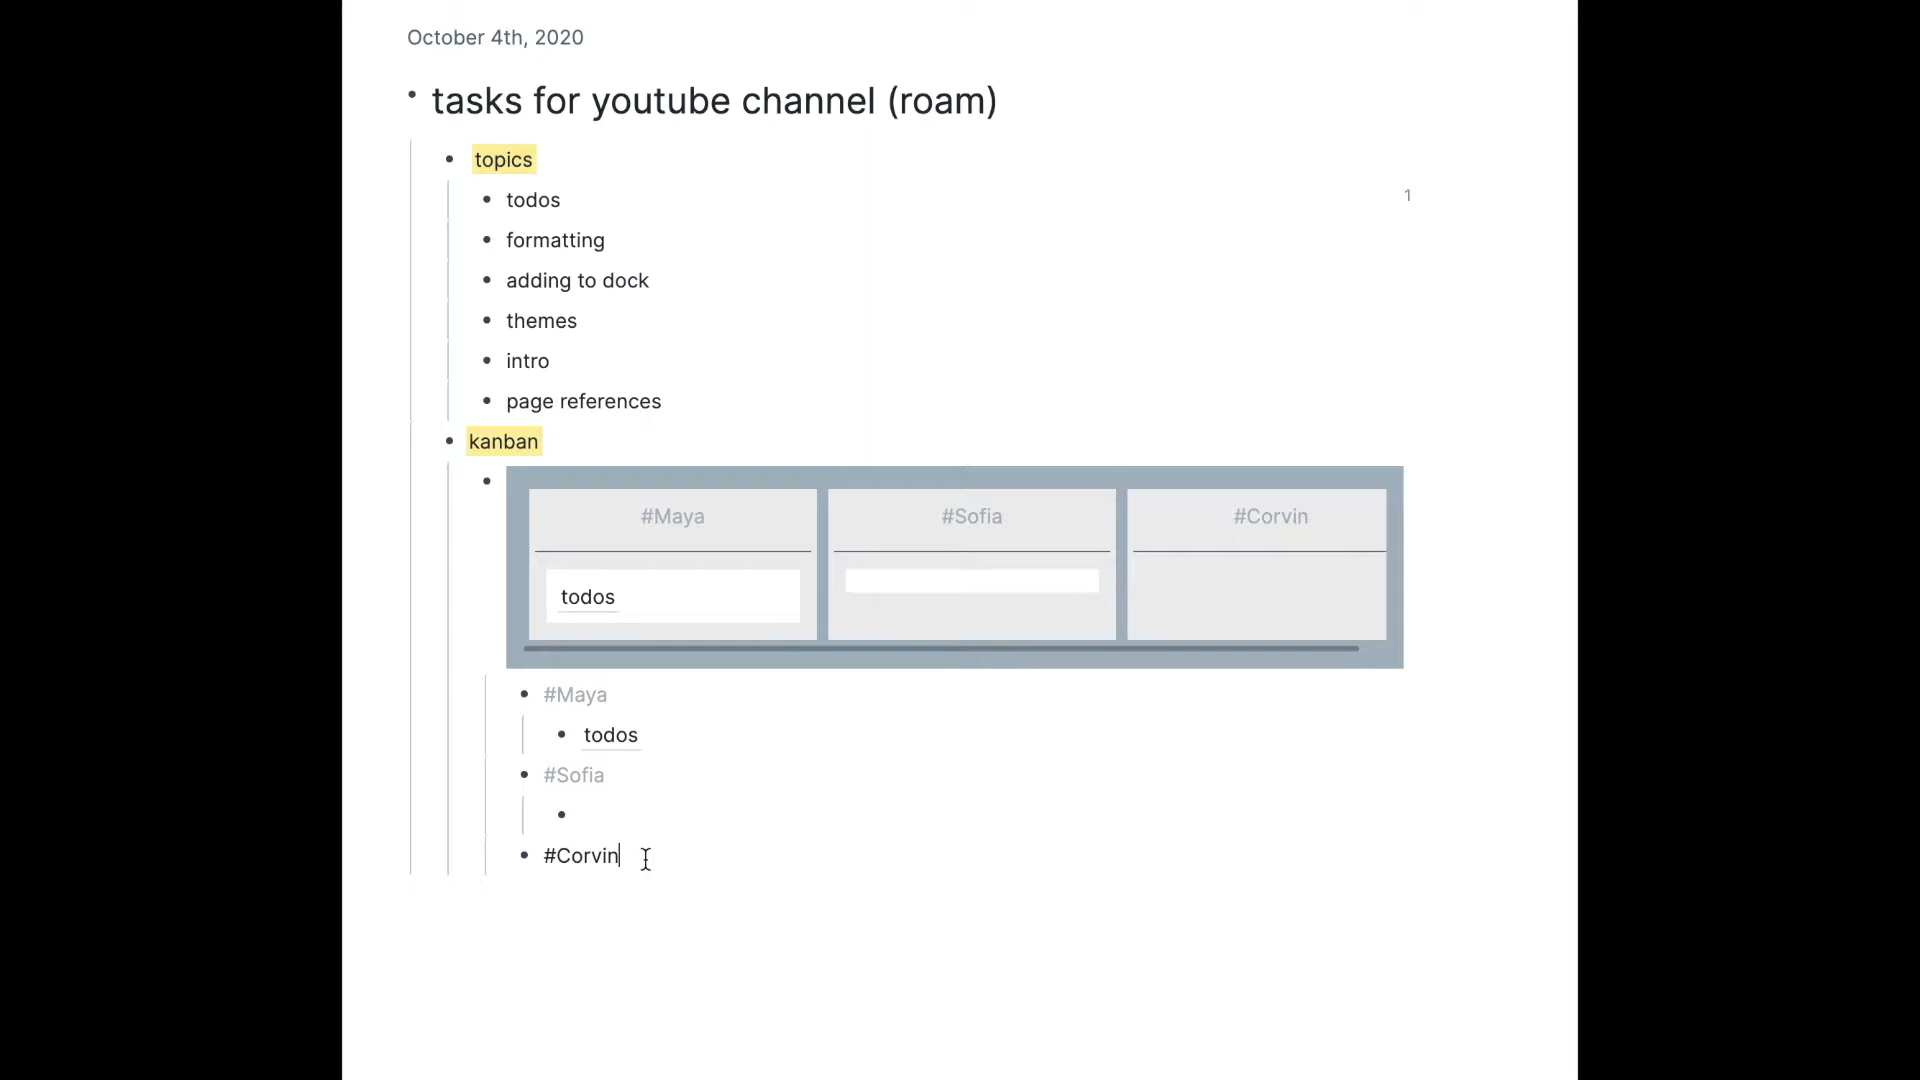 October 4th, 2020
tasks for youtube channel (roam)
topics
todos
1
formatting
adding to dock
themes
intro
page references
kanban
#Maya
#Sofia
#Corvin
todos
#Maya
todos
#Sofia
#Corvin